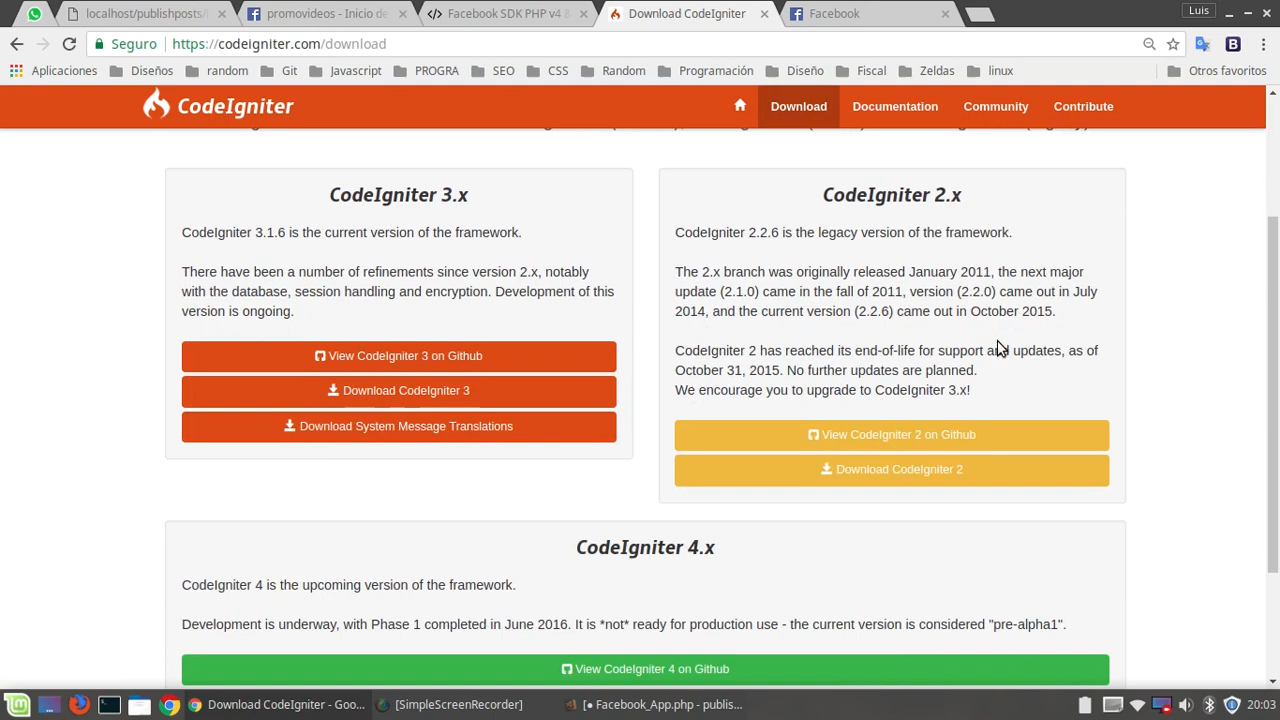 localhost/publishposts/
promovideos - Inicio de
Facebook SDK PHP v4 &
Download CodeIgniter
Facebook
Luis
Seguro
https://codeigniter.com/download
Aplicaciones
Diseños
random
Git
Javascript
PROGRA
SEO
CSS
Random
Programación
Diseño
Fiscal
Zeldas
linux
Otros favoritos
CodeIgniter
Download
Documentation
Community
Contribute
CodeIgniter 3.x
CodeIgniter 3.1.6 is the current version of the framework.
There have been a number of refinements since version 2.x, notably
with the database, session handling and encryption. Development of this
version is ongoing.
View CodeIgniter 3 on Github
Download CodeIgniter 3
Download System Message Translations
CodeIgniter 2.x
CodeIgniter 2.2.6 is the legacy version of the framework.
The 2.x branch was originally released January 2011, the next major
update (2.1.0) came in the fall of 2011, version (2.2.0) came out in July
2014, and the current version (2.2.6) came out in October 2015.
CodeIgniter 2 has reached its end-of-life for support and updates, as of
October 31, 2015. No further updates are planned.
We encourage you to upgrade to CodeIgniter 3.x!
View CodeIgniter 2 on Github
Download CodeIgniter 2
CodeIgniter 4.x
CodeIgniter 4 is the upcoming version of the framework.
Development is underway, with Phase 1 completed in June 2016. It is *not* ready for production use - the current version is considered "pre-alpha1".
View CodeIgniter 4 on Github
Download CodeIgniter - Goo...
[SimpleScreenRecorder]
[● Facebook_App.php - publis...
20:03